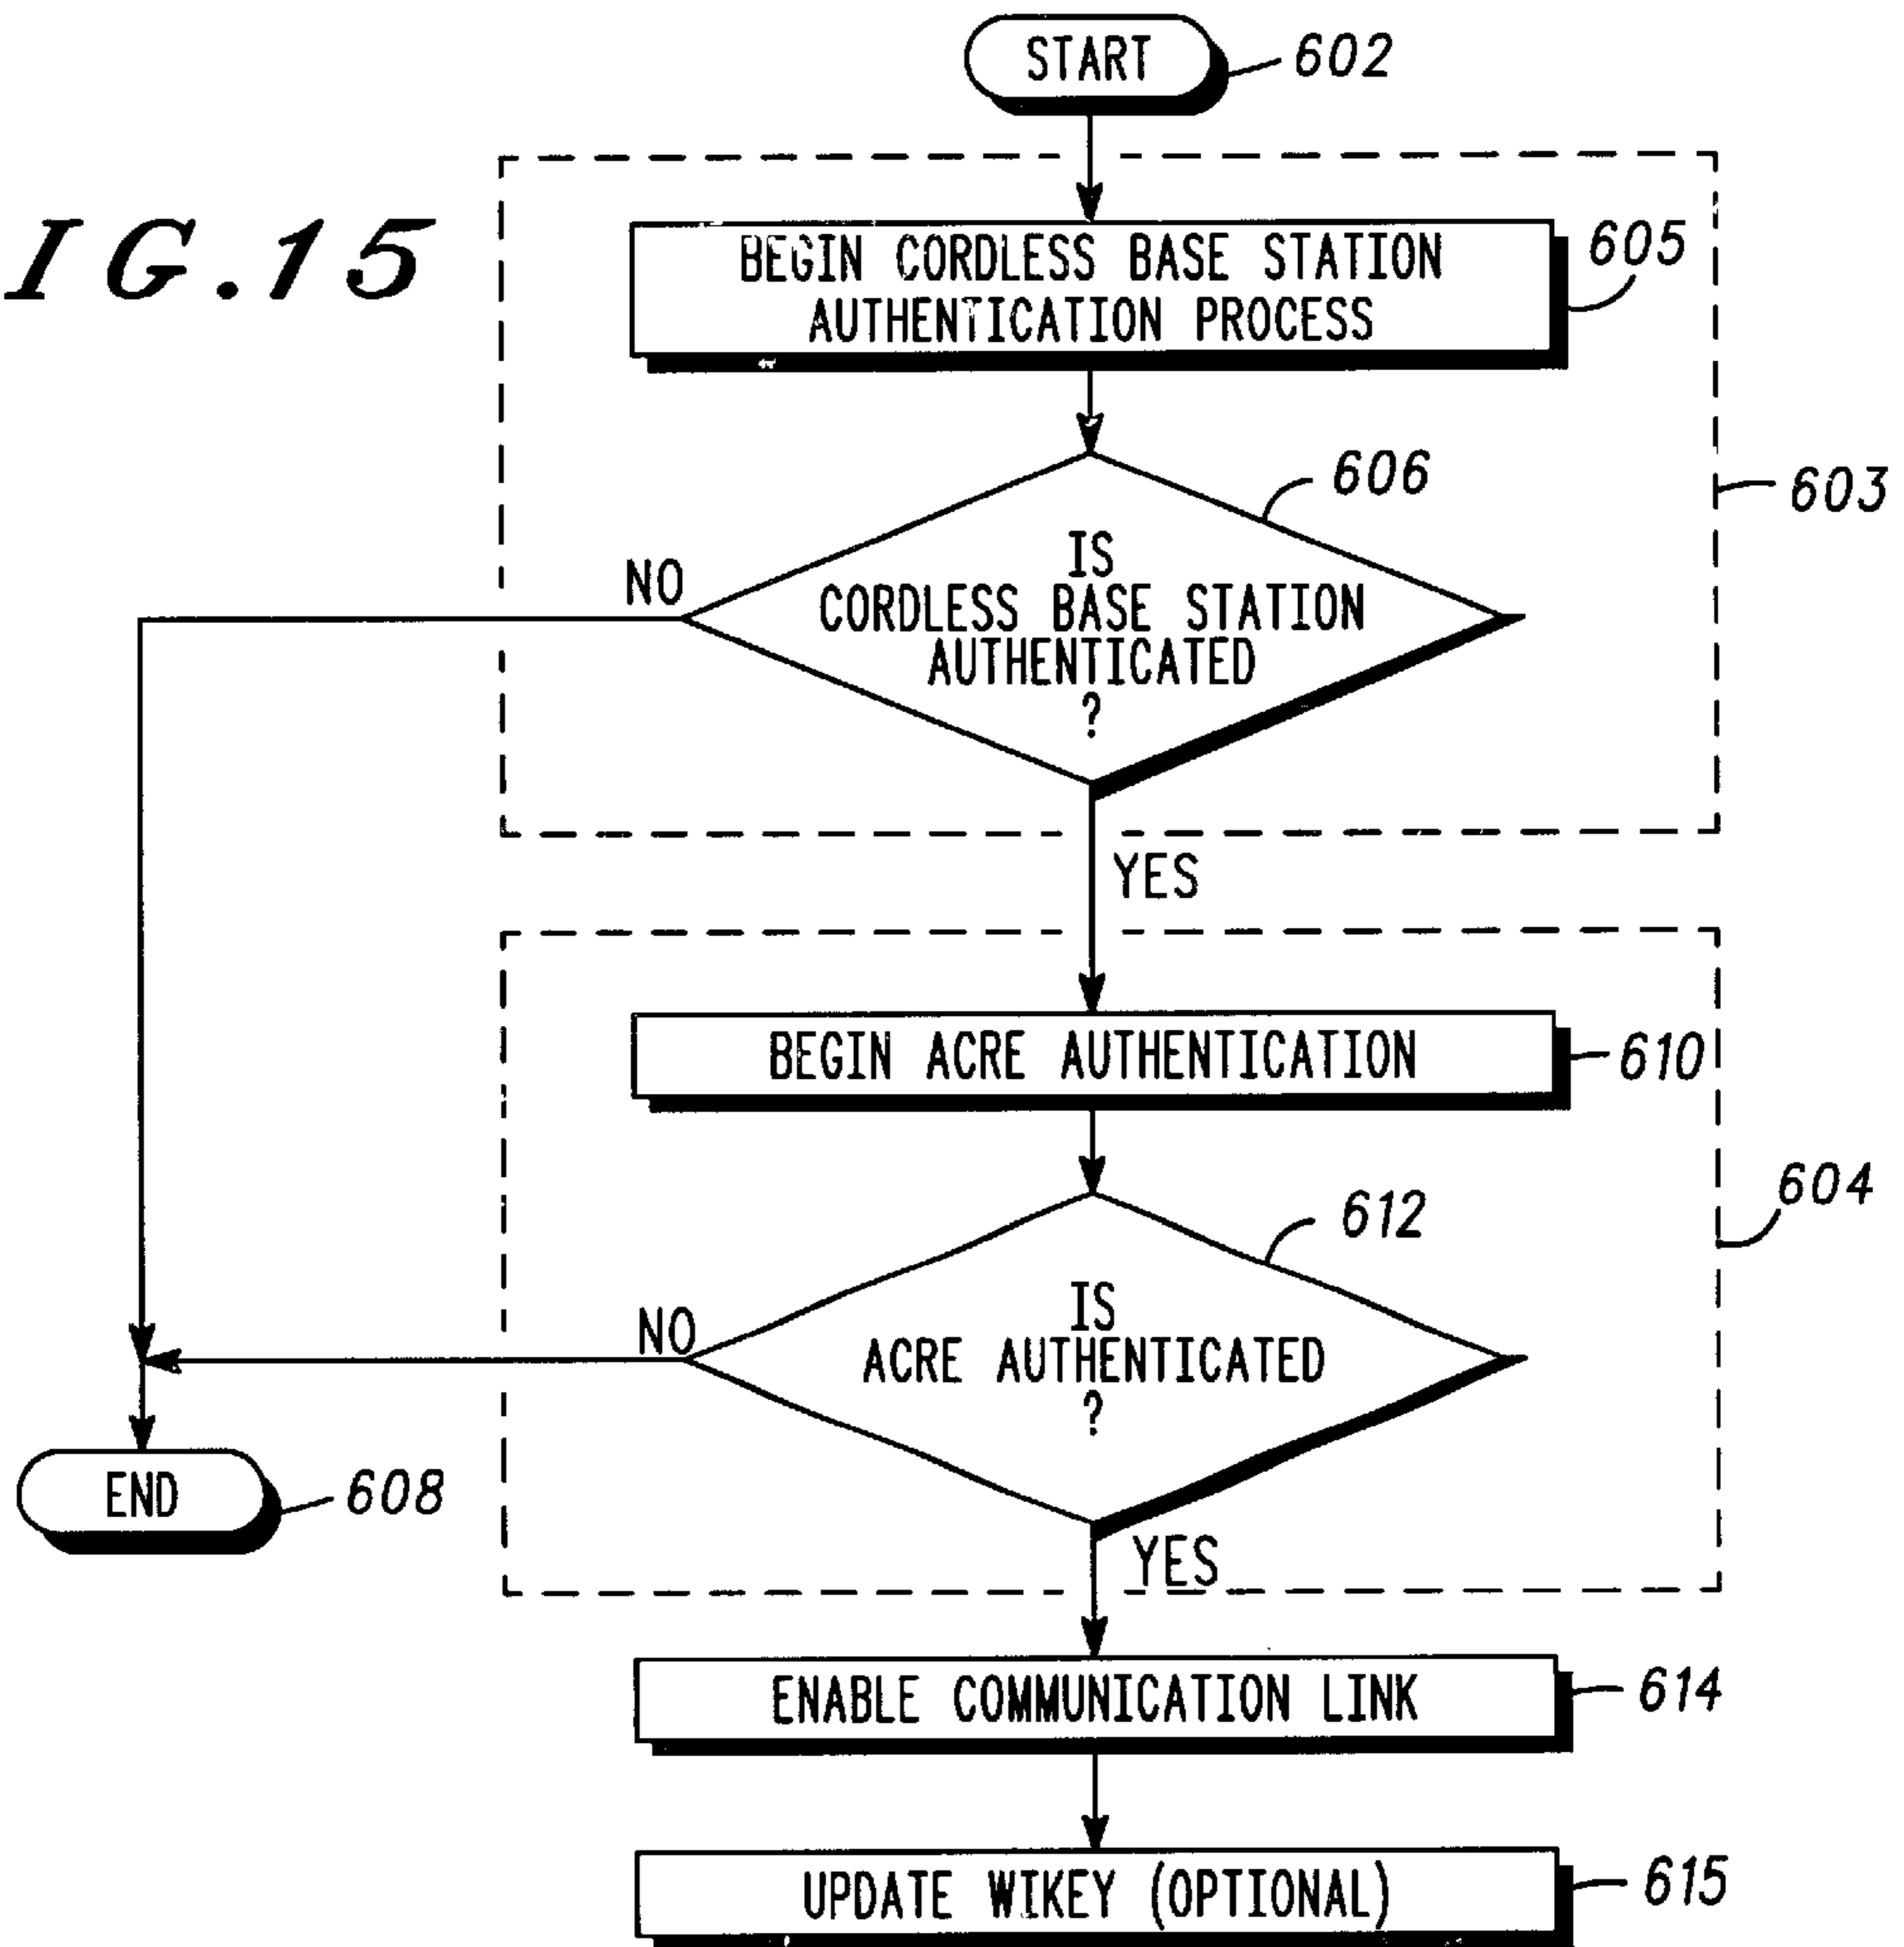 START
602
IG.15
BEGIN CORDLESS BASE STATION
AUTHENTICATION PROCESS
605
606
603
IS
CORDLESS BASE STATION
AUTHENTICATED
?
NO
YES
BEGIN ACRE AUTHENTICATION
610
604
612
IS
ACRE AUTHENTICATED
?
NO
END
608
YES
ENABLE COMMUNICATION LINK
614
UPDATE WIKEY (OPTIONAL)
615